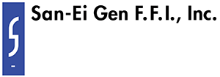 San-Ei Gen F.F.I., Inc.